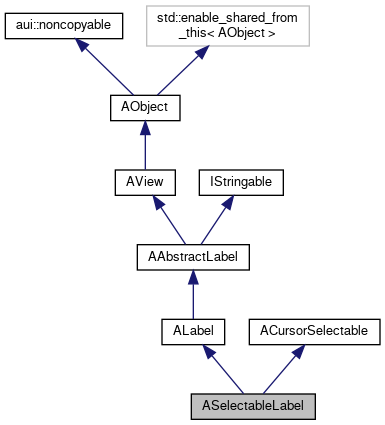 aui::noncopyable
std::enable_shared_from
_this< AObject >
AObject
AView
IStringable
AAbstractLabel
ALabel
ACursorSelectable
ASelectableLabel